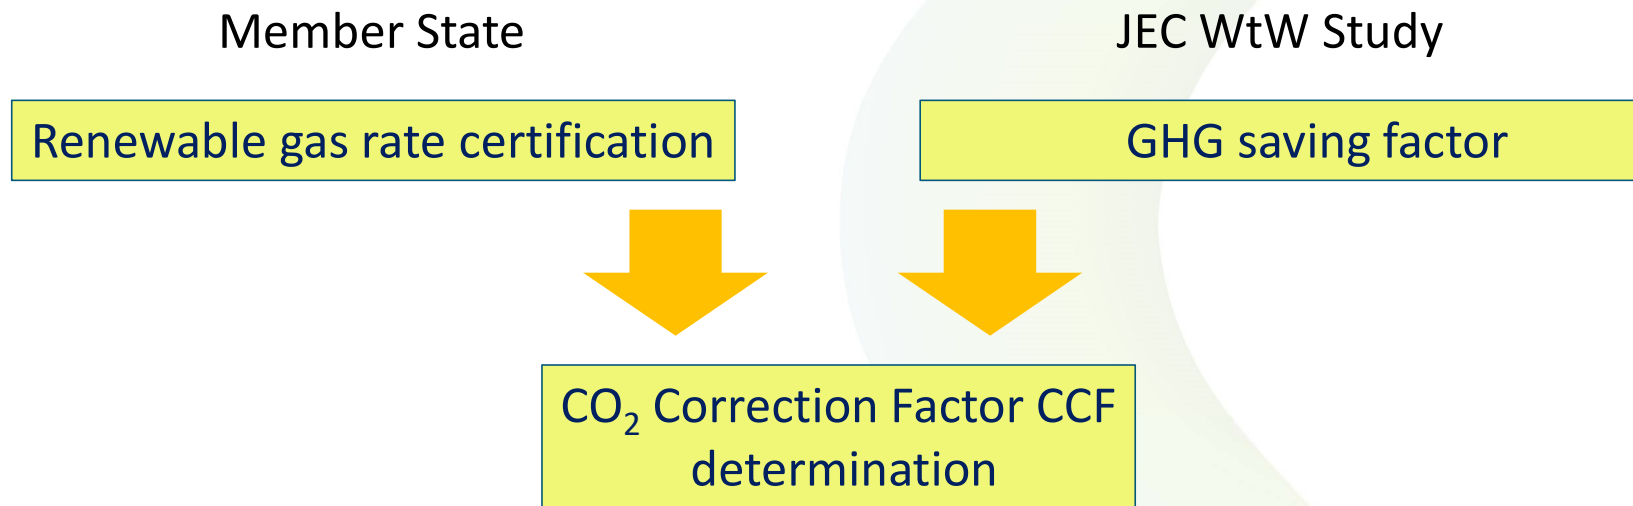 Member State
JEC WtW Study
Renewable gas rate certification
GHG saving factor
CO₂ Correction Factor CCF
determination